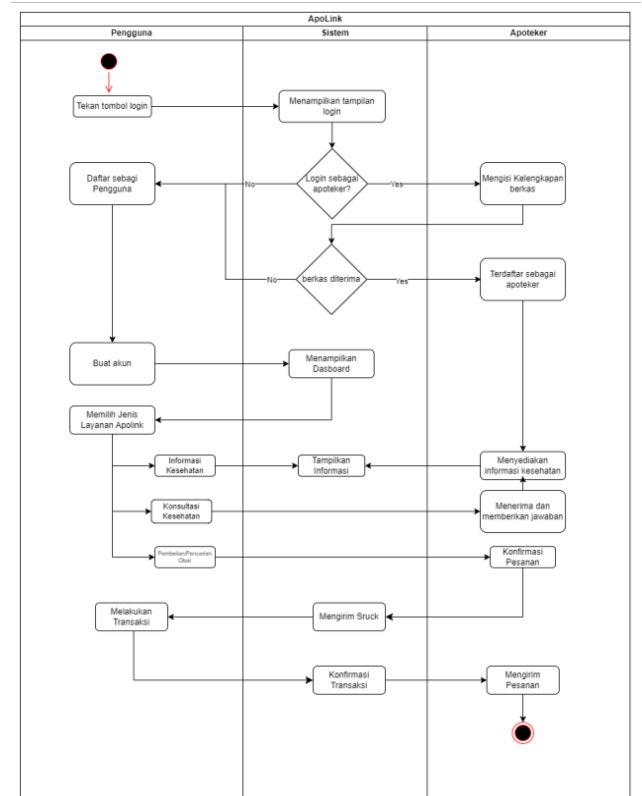 ApoLink
Pengguna
Sistem
Apoteker
Tekan tombol login
Menampilkan tampilan
login
Daftar sebagi
Pengguna
No
Login sebagai
apoteker?
Yes
Mengisi Kelengkapan
berkas
No
berkas diterima
Yes
Terdaftar sebagai
apoteker
Buat akun
Menampilkan
Dasboard
Memilih Jenis
Layanan Apolink
Informasi
Kesehatan
Tampilkan
Informasi
Menyediakan
informasi kesehatan
Konsultasi
Kesehatan
Menerima dan
memberikan jawaban
Pembelian/Pencarian
Obat
Konfirmasi
Pesanan
Melakukan
Transaksi
Mengirim Sruck
Konfirmasi
Transaksi
Mengirim
Pesanan